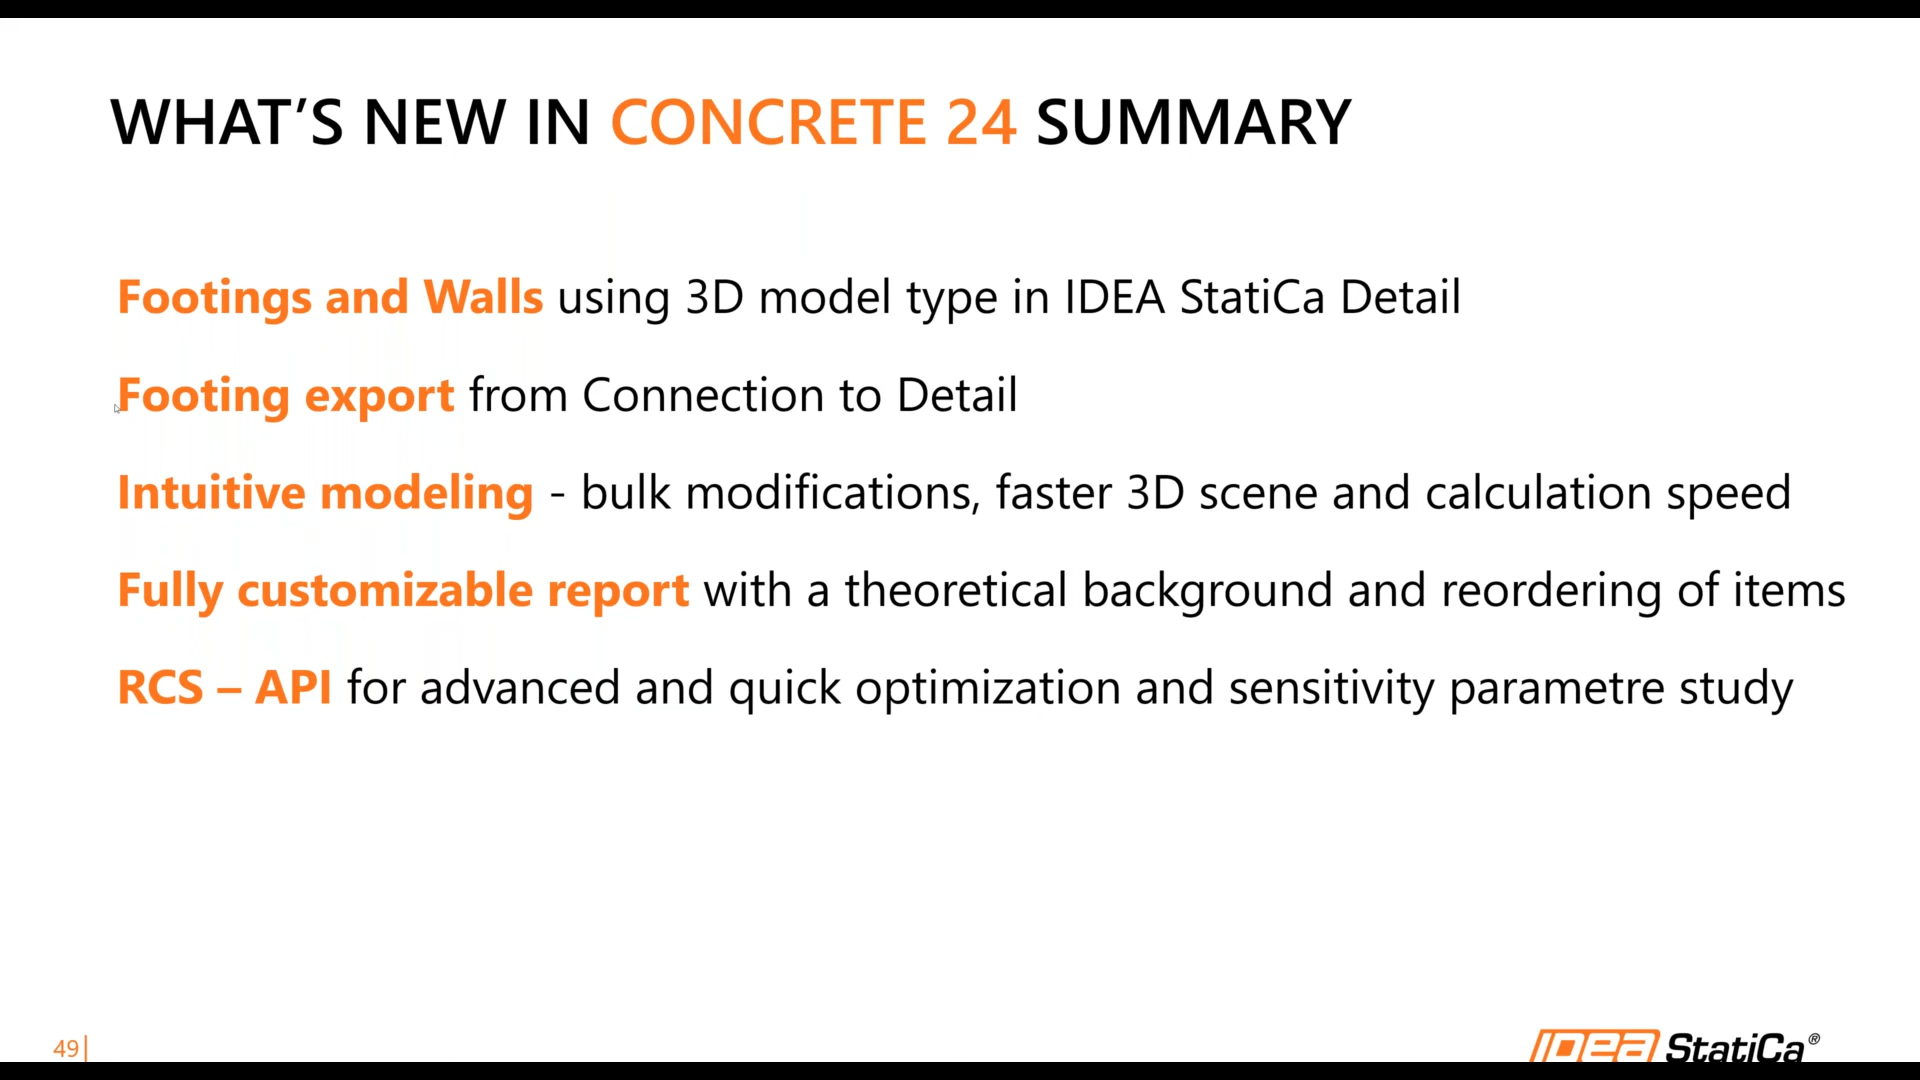 WHAT’S NEW IN CONCRETE 24 SUMMARY
Footings and Walls using 3D model type in IDEA StatiCa Detail
Footing export from Connection to Detail
Intuitive modeling - bulk modifications, faster 3D scene and calculation speed
Fully customizable report with a theoretical background and reordering of items
RCS – API for advanced and quick optimization and sensitivity parametre study
49
IDEA StatiCa®